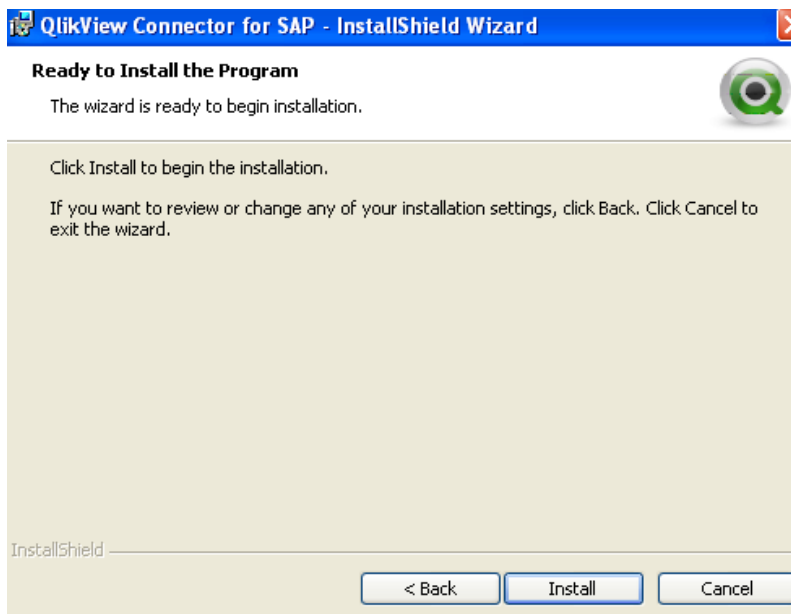 QlikView Connector for SAP - InstallShield Wizard
Ready to Install the Program
The wizard is ready to begin installation.
Click Install to begin the installation.
If you want to review or change any of your installation settings, click Back. Click Cancel to
exit the wizard.
InstallShield
< Back
Install
Cancel